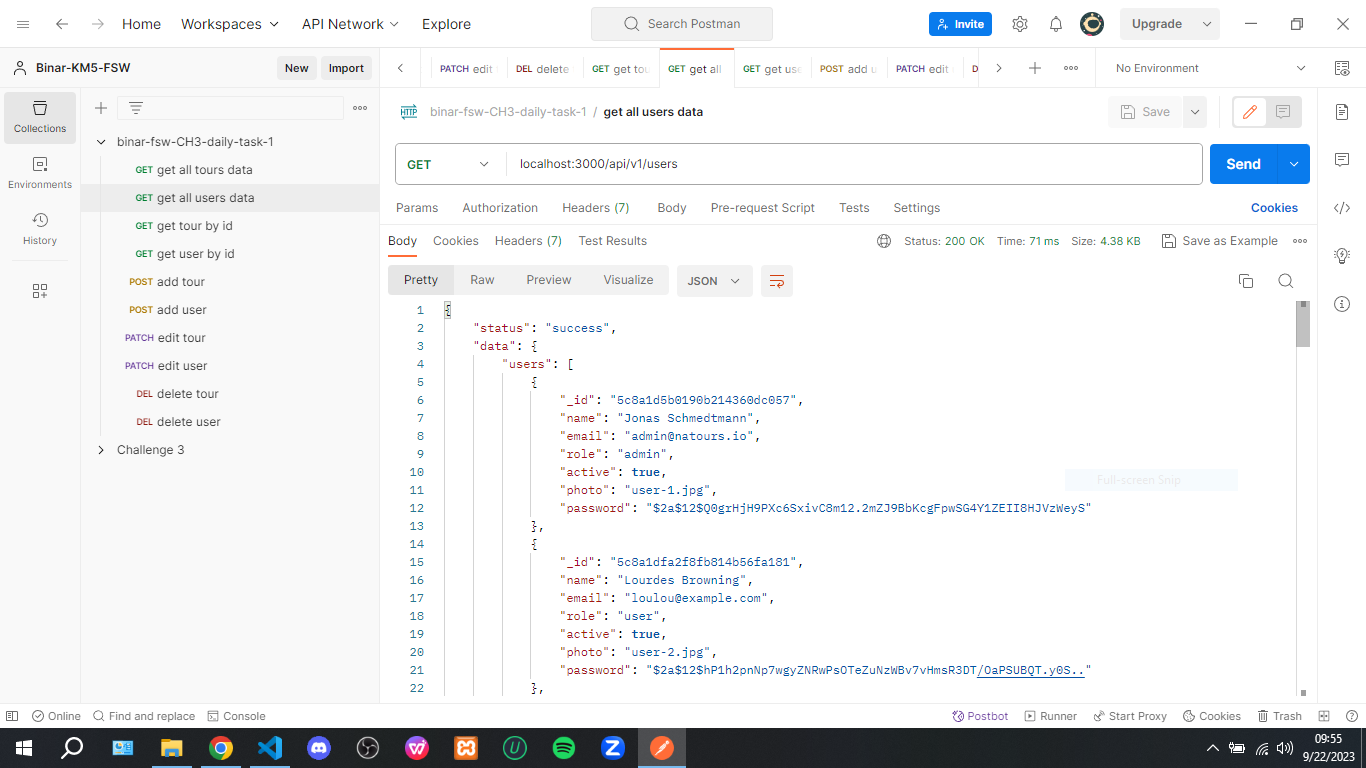 Home Workspaces API Network Explore Search Postman Invite Upgrade
Binar-KM5-FSW New Import
PATCH edit DEL delete GET get tou GET get all GET get use POST add u PATCH edit D No Environment
Collections
Environments
History
binar-fsw-CH3-daily-task-1
GET get all tours data
GET get all users data
GET get tour by id
GET get user by id
POST add tour
POST add user
PATCH edit tour
PATCH edit user
DEL delete tour
DEL delete user
Challenge 3
HTTP binar-fsw-CH3-daily-task-1 / get all users data Save
GET localhost:3000/api/v1/users Send
Params Authorization Headers (7) Body Pre-request Script Tests Settings Cookies
Body Cookies Headers (7) Test Results Status: 200 OK Time: 71 ms Size: 4.38 KB Save as Example
Pretty Raw Preview Visualize JSON
1 {
2 "status": "success",
3 "data": {
4 "users": [
5 {
6 "_id": "5c8a1d5b0190b214360dc057",
7 "name": "Jonas Schmedtmann",
8 "email": "admin@natours.io",
9 "role": "admin",
10 "active": true,
11 "photo": "user-1.jpg",
12 "password": "$2a$12$Q0grHjH9PXc6SxivC8m12.2mZJ9BbKcgFpwSG4Y1ZEII8HJVzWeyS"
13 },
14 {
15 "_id": "5c8a1dfa2f8fb814b56fa181",
16 "name": "Lourdes Browning",
17 "email": "loulou@example.com",
18 "role": "user",
19 "active": true,
20 "photo": "user-2.jpg",
21 "password": "$2a$12$hP1h2pnNp7wgyZNRwPsOTeZuNzWBv7vHmsR3DT/OaPSUBQT.y0S.."
22 },
Full-screen Snip
Online Find and replace Console Postbot Runner Start Proxy Cookies Trash
09:55
9/22/2023